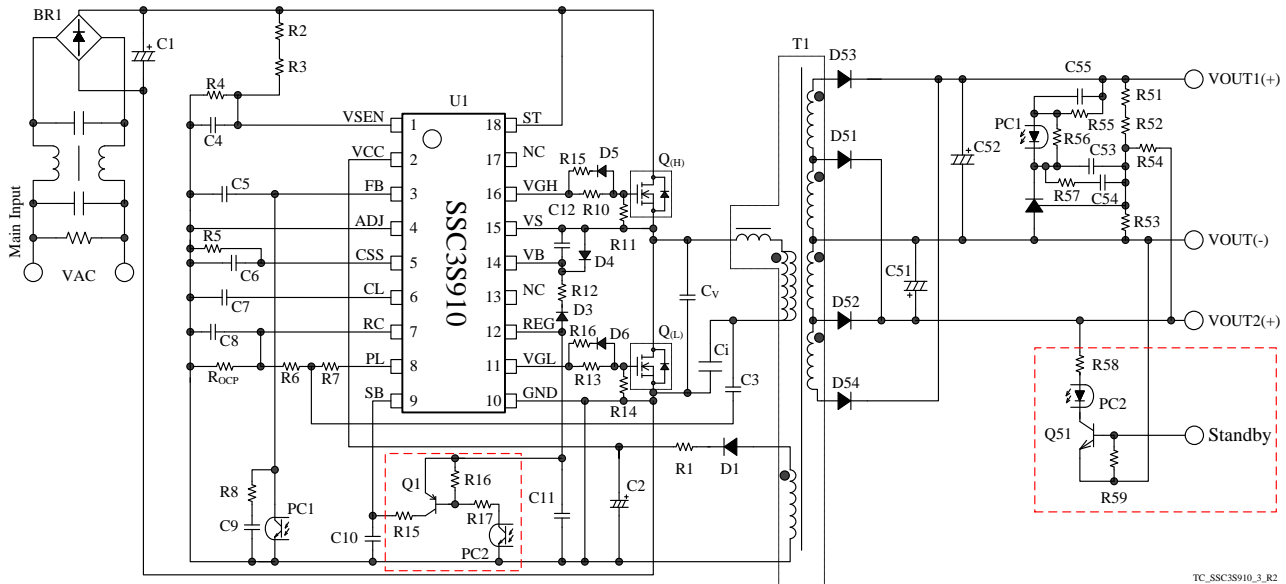 BR1
C1
R2
R3
R4
C4
Main Input
VAC
U1
SSC3S910
VSEN
1
VCC
2
FB
3
ADJ
4
CSS
5
CL
6
RC
7
PL
8
SB
9
18
ST
17
NC
16
VGH
15
VS
14
VB
13
NC
12
REG
11
VGL
10
GND
C5
R5
C6
C7
C8
ROCP
R6
R7
R15
D5
R10
C12
R11
D4
R12
D3
R16
D6
R13
R14
Q(H)
Q(L)
CV
Ci
C3
T1
D53
D51
D52
D54
C52
C51
C55
PC1
R56
R55
R51
R52
R54
C53
R57
C54
R53
VOUT1(+)
VOUT(-)
VOUT2(+)
R58
PC2
Q51
R59
Standby
R1
D1
C2
C11
Q1
R16
R17
R15
PC2
C10
R8
C9
PC1
TC_SSC3S910_3_R2